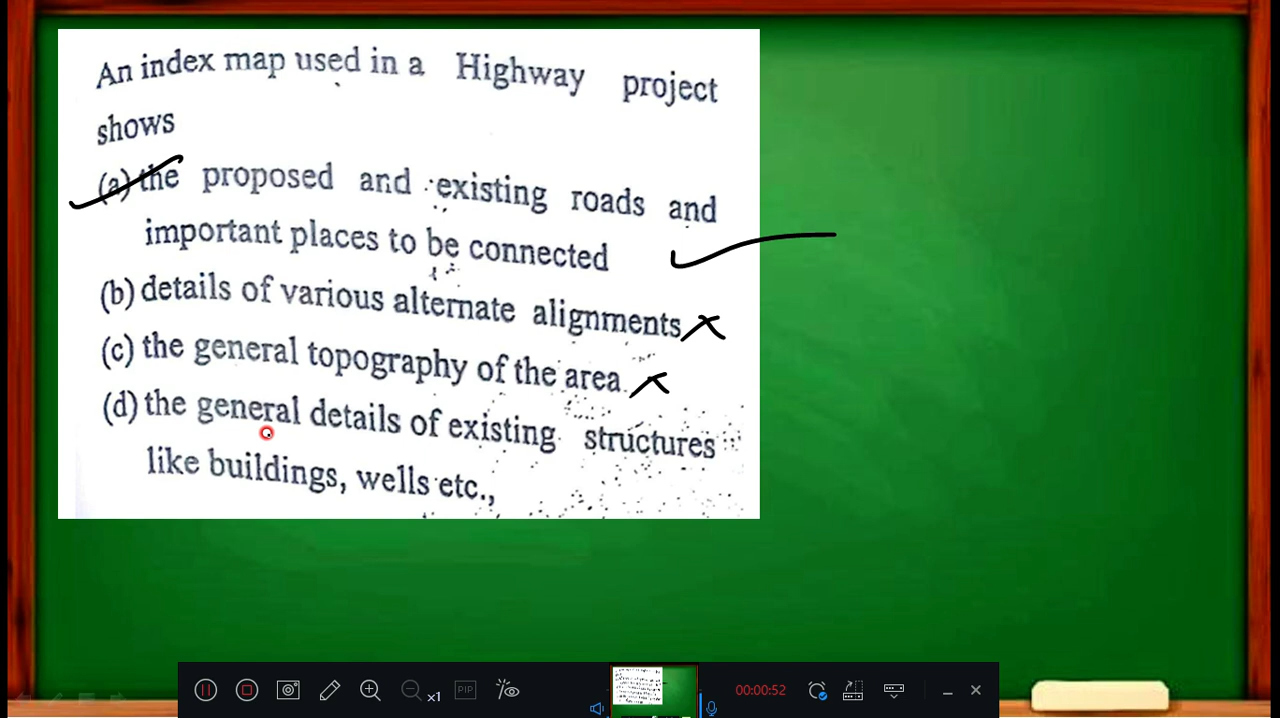 An index map used in a Highway project
shows
(a) the proposed and existing roads and
important places to be connected
(b) details of various alternate alignments
(c) the general topography of the area
(d) the general details of existing structures
like buildings, wells etc.,
x1
PIP
00:00:52